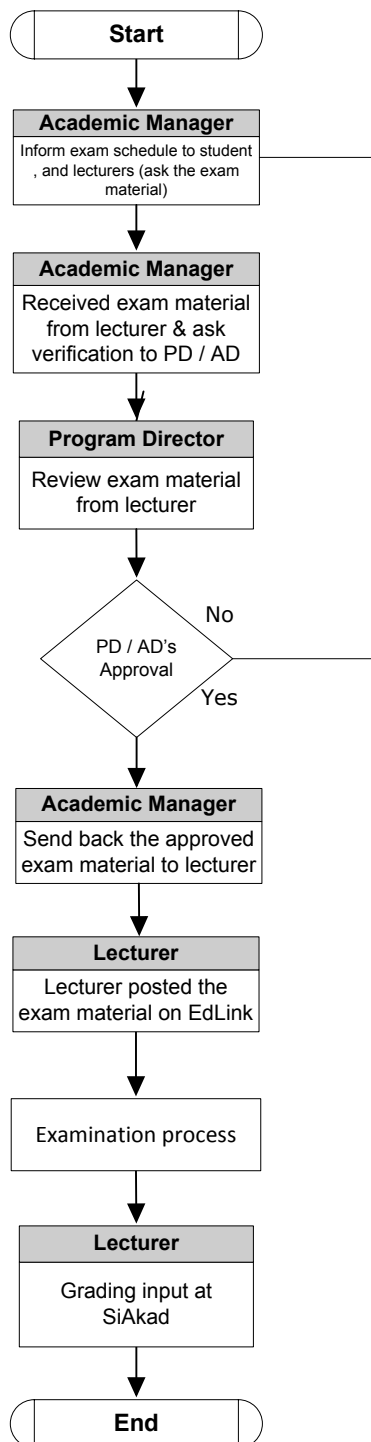 Start
Academic Manager
Inform exam schedule to student
, and lecturers (ask the exam
material)
Academic Manager
Received exam material
from lecturer & ask
verification to PD / AD
Program Director
Review exam material
from lecturer
No
PD / AD's
Approval
Yes
Academic Manager
Send back the approved
exam material to lecturer
Lecturer
Lecturer posted the
exam material on EdLink
Examination process
Lecturer
Grading input at
SiAkad
End